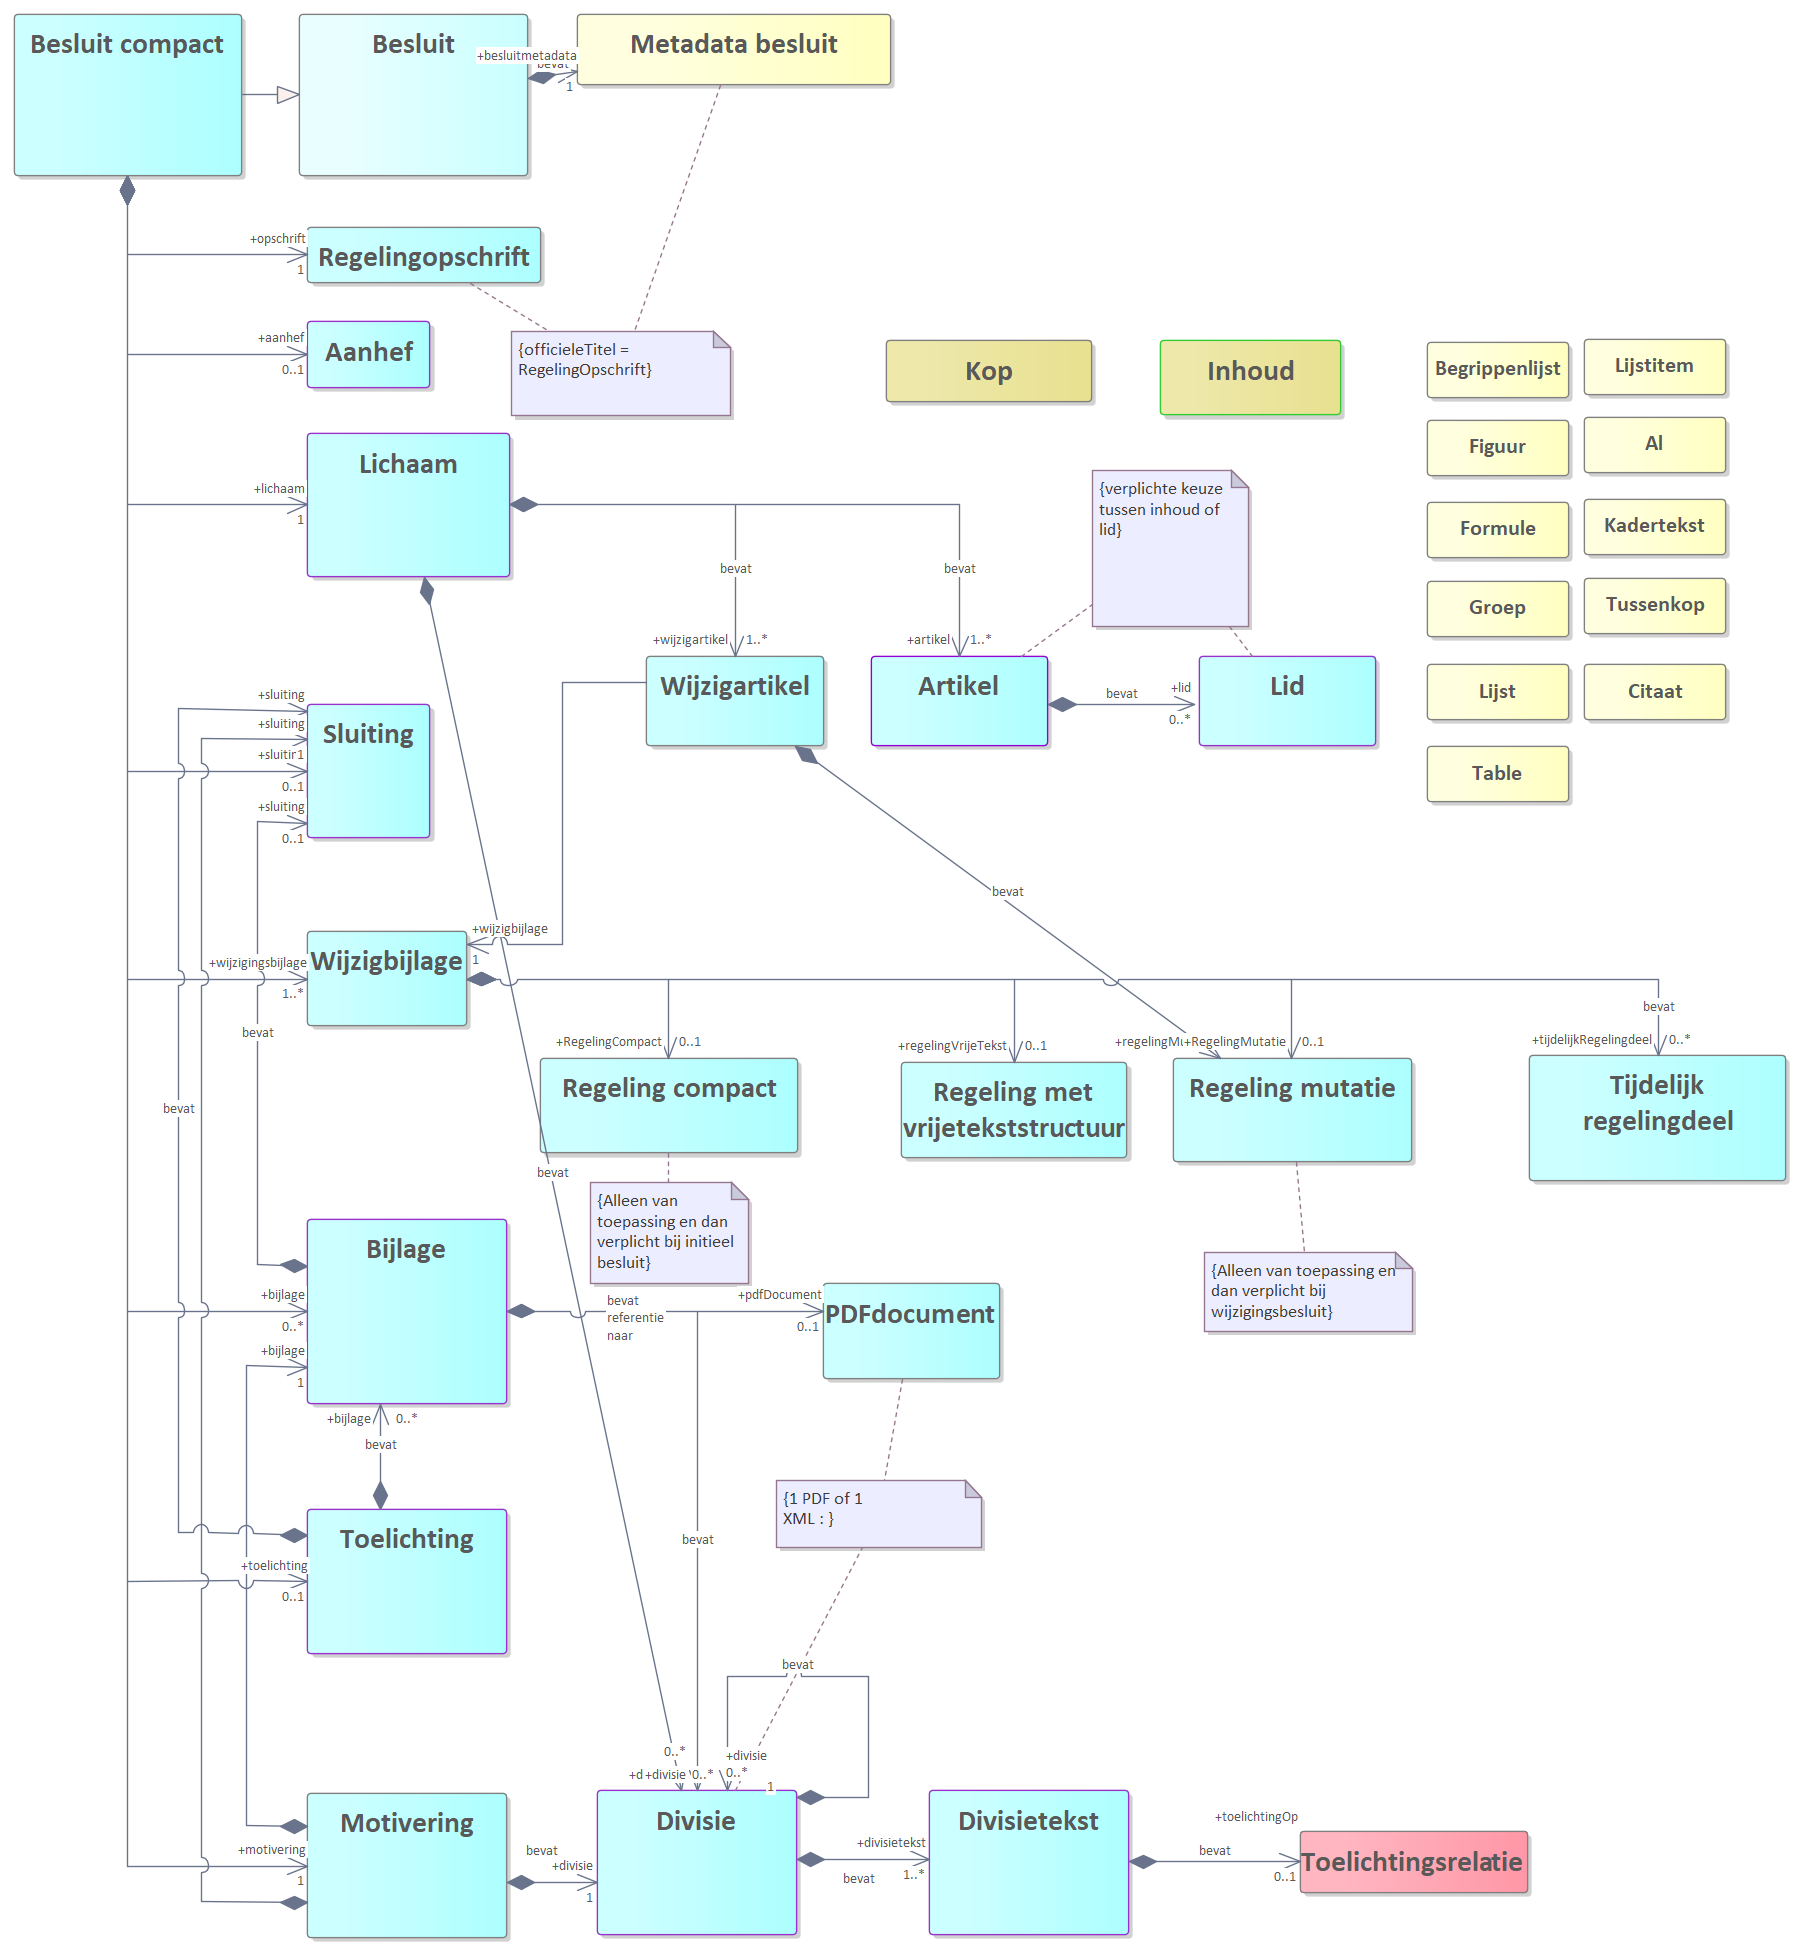 Besluit compact
Besluit
+besluitmetadata
bevat
1
Metadata besluit
+opschrift
1
Regelingopschrift
+aanhef
0..1
Aanhef
{officieleTitel =
RegelingOpschrift}
Kop
Inhoud
Begrippenlijst
Lijstitem
Figuur
Al
Formule
Kadertekst
Groep
Tussenkop
Lijst
Citaat
Table
+lichaam
1
Lichaam
bevat
bevat
{verplichte keuze
tussen inhoud of
lid}
+wijzigartikel
1..*
+artikel
1..*
Wijzigartikel
Artikel
bevat
+lid
0..*
Lid
+sluiting
+sluiting
1
0..1
+sluiting
0..1
Sluiting
bevat
+wijzigbijlage
1
+wijzigingsbijlage
1..*
Wijzigbijlage
bevat
bevat
bevat
+RegelingCompact
0..1
+regelingVrijeTekst
0..1
+RegelingMutatie
0..1
+tijdelijkRegelingdeel
0..*
Regeling compact
Regeling met
vrijetekststructuur
Regeling mutatie
Tijdelijk
regelingdeel
bevat
{Alleen van
toepassing en dan
verplicht bij initieel
besluit}
{Alleen van toepassing en
dan verplicht bij
wijzigingsbesluit}
Bijlage
+bijlage
0..*
+bijlage
1
bevat
referentie
naar
+pdfDocument
0..1
PDFdocument
+bijlage
0..*
bevat
{1 PDF of 1
XML : }
Toelichting
+toelichting
0..1
bevat
bevat
0..*
+divisie
0..*
+divisie
0..*
1
Motivering
+motivering
1
bevat
+divisie
1
Divisie
+divisietekst
bevat
1..*
Divisietekst
+toelichtingOp
bevat
0..1
Toelichtingsrelatie